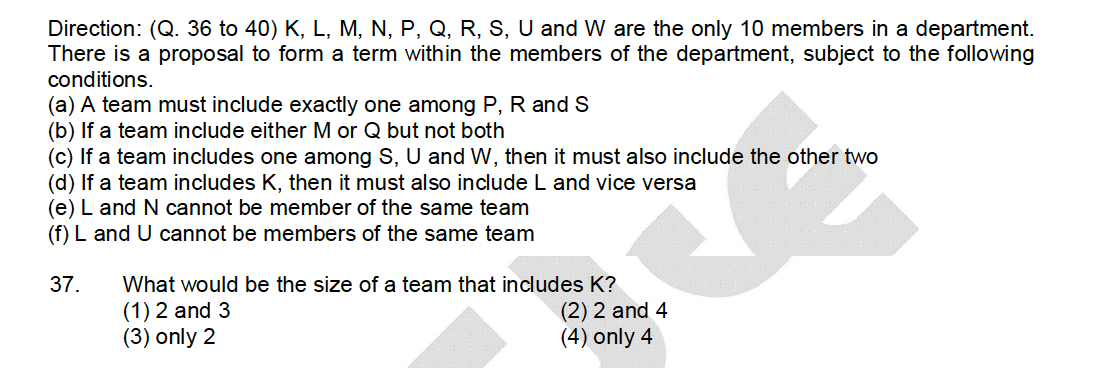 Direction: (Q. 36 to 40) K, L, M, N, P, Q, R, S, U and W are the only 10 members in a department.
There is a proposal to form a term within the members of the department, subject to the following
conditions.
(a) A team must include exactly one among P, R and S
(b) If a team include either M or Q but not both
(c) If a team includes one among S, U and W, then it must also include the other two
(d) If a team includes K, then it must also include L and vice versa
(e) L and N cannot be member of the same team
(f) L and U cannot be members of the same team
37. What would be the size of a team that includes K?
(1) 2 and 3 (2) 2 and 4
(3) only 2 (4) only 4